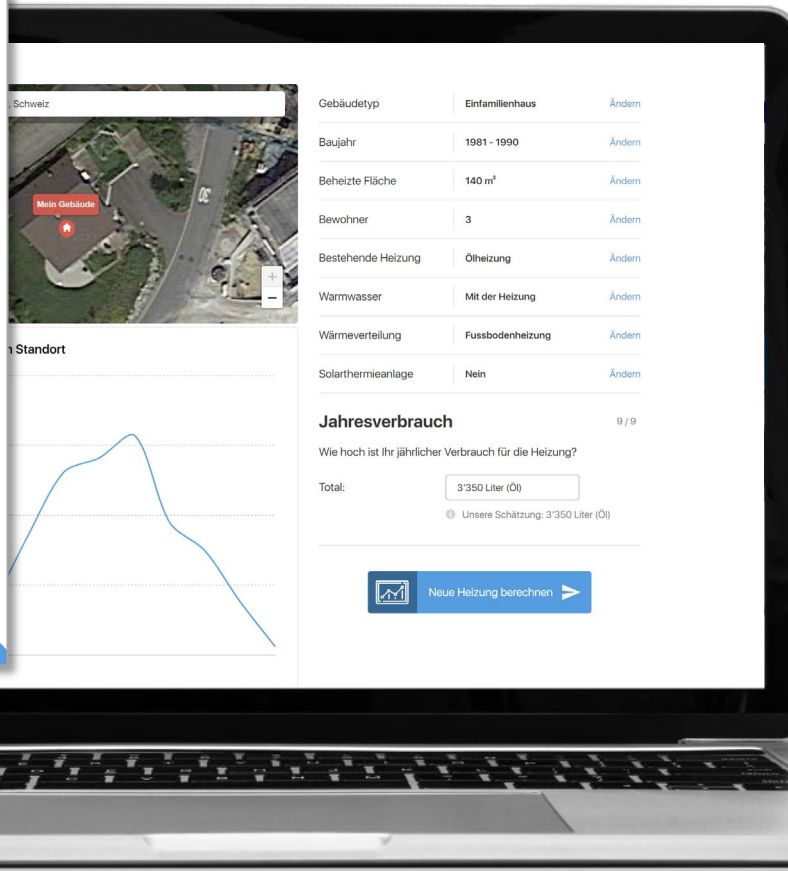 , Schweiz
Mein Gebäude
30
+
−
Standort
Gebäudetyp Einfamilienhaus Ändern
Baujahr 1981 - 1990 Ändern
Beheizte Fläche 140 m² Ändern
Bewohner 3 Ändern
Bestehende Heizung Ölheizung Ändern
Warmwasser Mit der Heizung Ändern
Wärmeverteilung Fussbodenheizung Ändern
Solarthermieanlage Nein Ändern
Jahresverbrauch 9 / 9
Wie hoch ist Ihr jährlicher Verbrauch für die Heizung?
Total: 3'350 Liter (Öl)
Unsere Schätzung: 3'350 Liter (Öl)
Neue Heizung berechnen